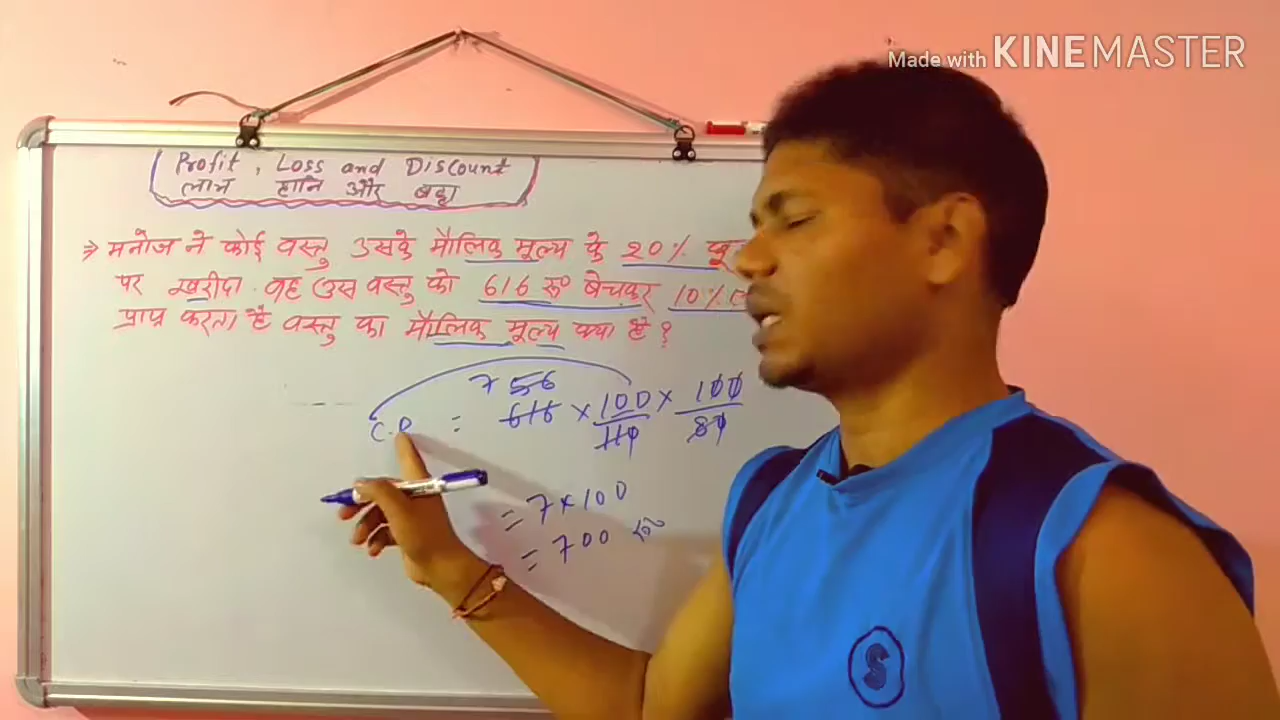 Made with KINEMASTER
Profit, Loss and Discount
लाभ हानि और बट्टा
⇒ मनोज ने कोई वस्तु उसके मौलिक मूल्य के 20%
पर खरीदा वह उस वस्तु को 616 रू० बेचकर 10%
प्राप्त करता है वस्तु का मौलिक मूल्य क्या है ?
7 56
C.P = 616 × 100/110 × 100/80
= 7×100
= 700 रू०
S